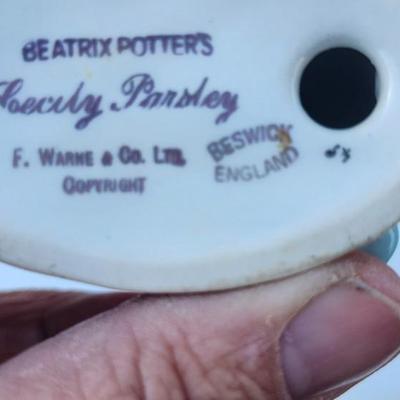 BEATRIX POTTER'S
Cecily Parsley
F. WARNE & CO. LTD.
COPYRIGHT
BESWICK
ENGLAND